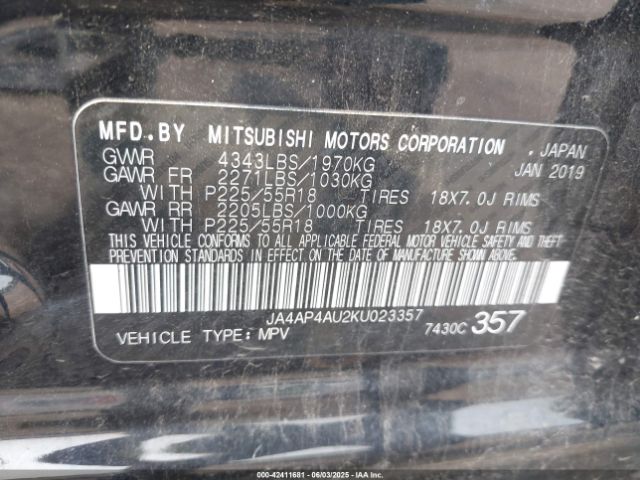 MFD.BY MITSUBISHI MOTORS CORPORATION , JAPAN
GVWR 4343LBS/1970KG JAN 2019
GAWR FR 2271LBS/1030KG
WITH P225/55R18 TIRES 18X7.0J RIMS
GAWR RR 2205LBS/1000KG
WITH P225/55R18 TIRES 18X7.0J RIMS
THIS VEHICLE CONFORMS TO ALL APPLICABLE FEDERAL MOTOR VEHICLE SAFETY AND THEFT-
PREVENTION STANDARDS IN EFFECT ON THE DATE OF MANUFACTURE SHOWN ABOVE.
JA4AP4AU2KU023357
VEHICLE TYPE:MPV 7430C 357
000-42411681 - 06/03/2025 - IAAI.COM